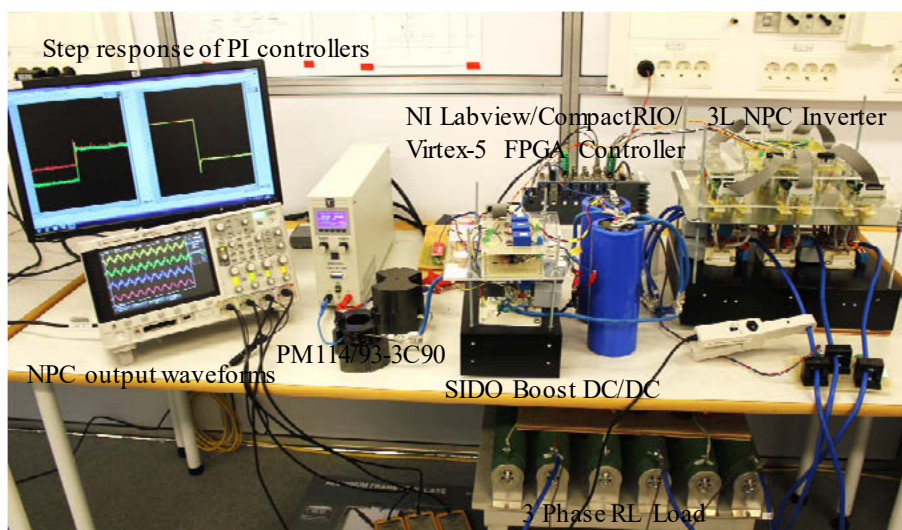 Step response of PI controllers
NI Labview/CompactRIO/
Virtex-5 FPGA Controller
3L NPC Inverter
PM114/93-3C90
NPC output waveforms
SIDO Boost DC/DC
3 Phase RL Load